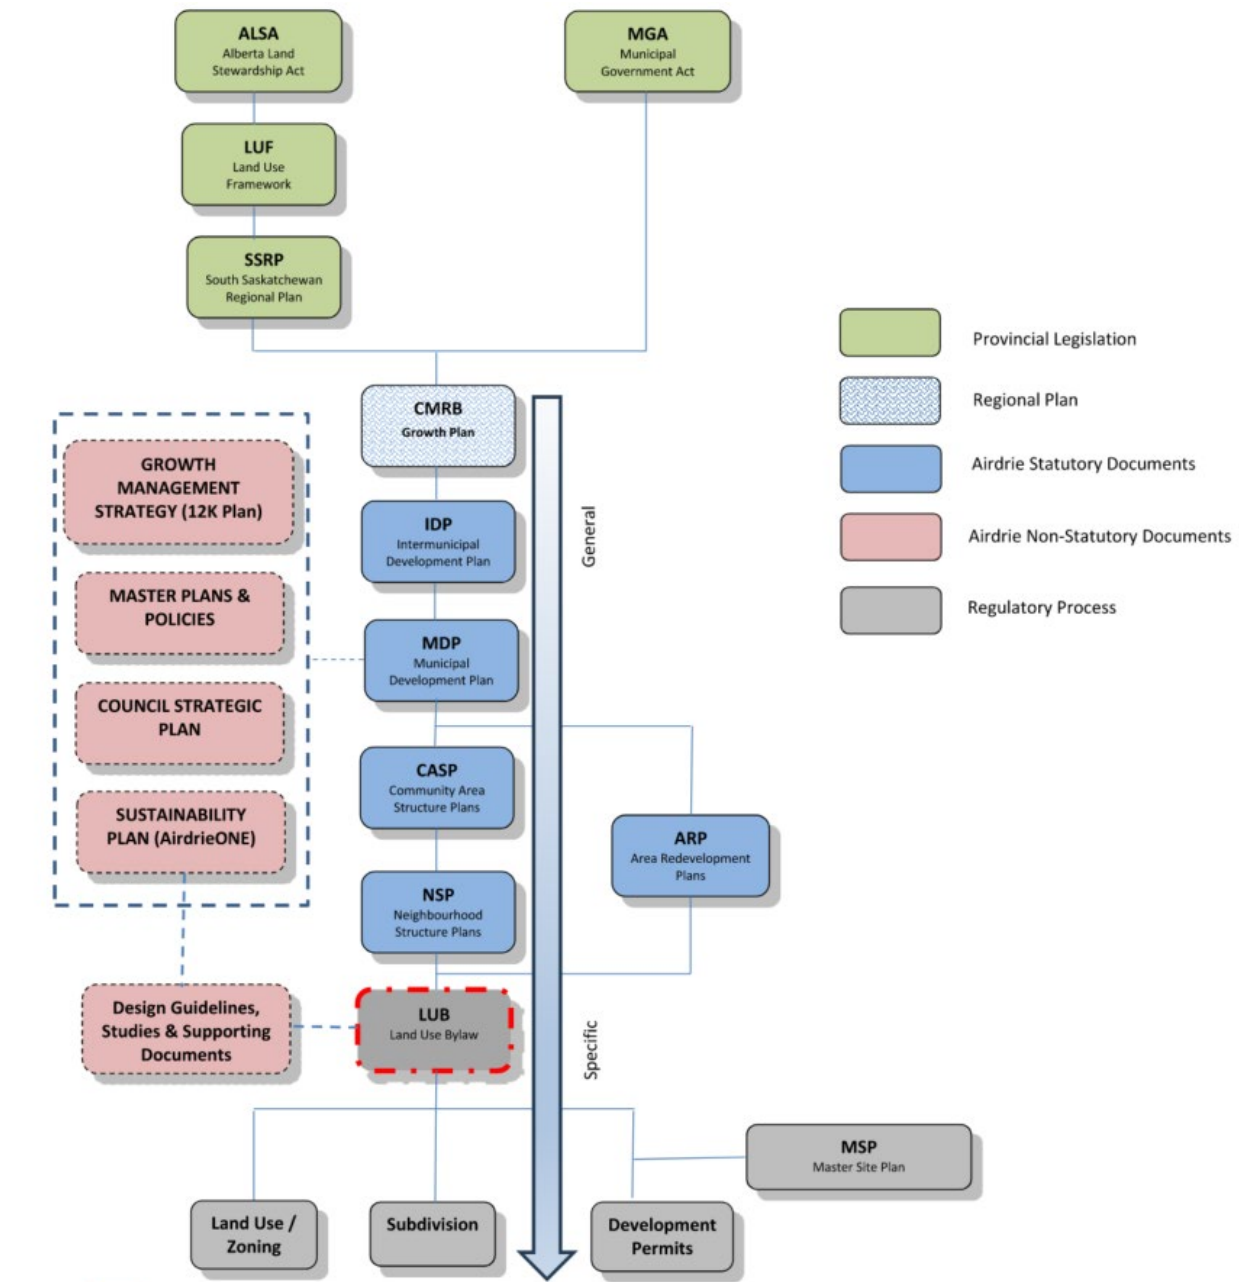 ALSA
Alberta Land
Stewardship Act
MGA
Municipal
Government Act
LUF
Land Use
Framework
SSRP
South Saskatchewan
Regional Plan
Provincial Legislation
Regional Plan
Airdrie Statutory Documents
Airdrie Non-Statutory Documents
Regulatory Process
CMRB
Growth Plan
GROWTH
MANAGEMENT
STRATEGY (12K Plan)
IDP
Intermunicipal
Development Plan
General
MASTER PLANS &
POLICIES
MDP
Municipal
Development Plan
COUNCIL STRATEGIC
PLAN
CASP
Community Area
Structure Plans
SUSTAINABILITY
PLAN (AirdrieONE)
ARP
Area Redevelopment
Plans
NSP
Neighbourhood
Structure Plans
Design Guidelines,
Studies & Supporting
Documents
LUB
Land Use Bylaw
Specific
MSP
Master Site Plan
Land Use /
Zoning
Subdivision
Development
Permits